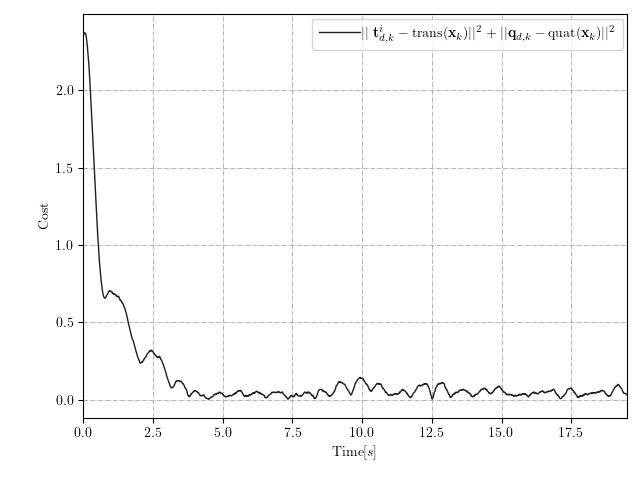 || t^i_{d,k} − trans(x_k)||^2 + ||q_{d,k} − quat(x_k)||^2
2.0
1.5
1.0
0.5
0.0
Cost
0.0 2.5 5.0 7.5 10.0 12.5 15.0 17.5
Time[s]